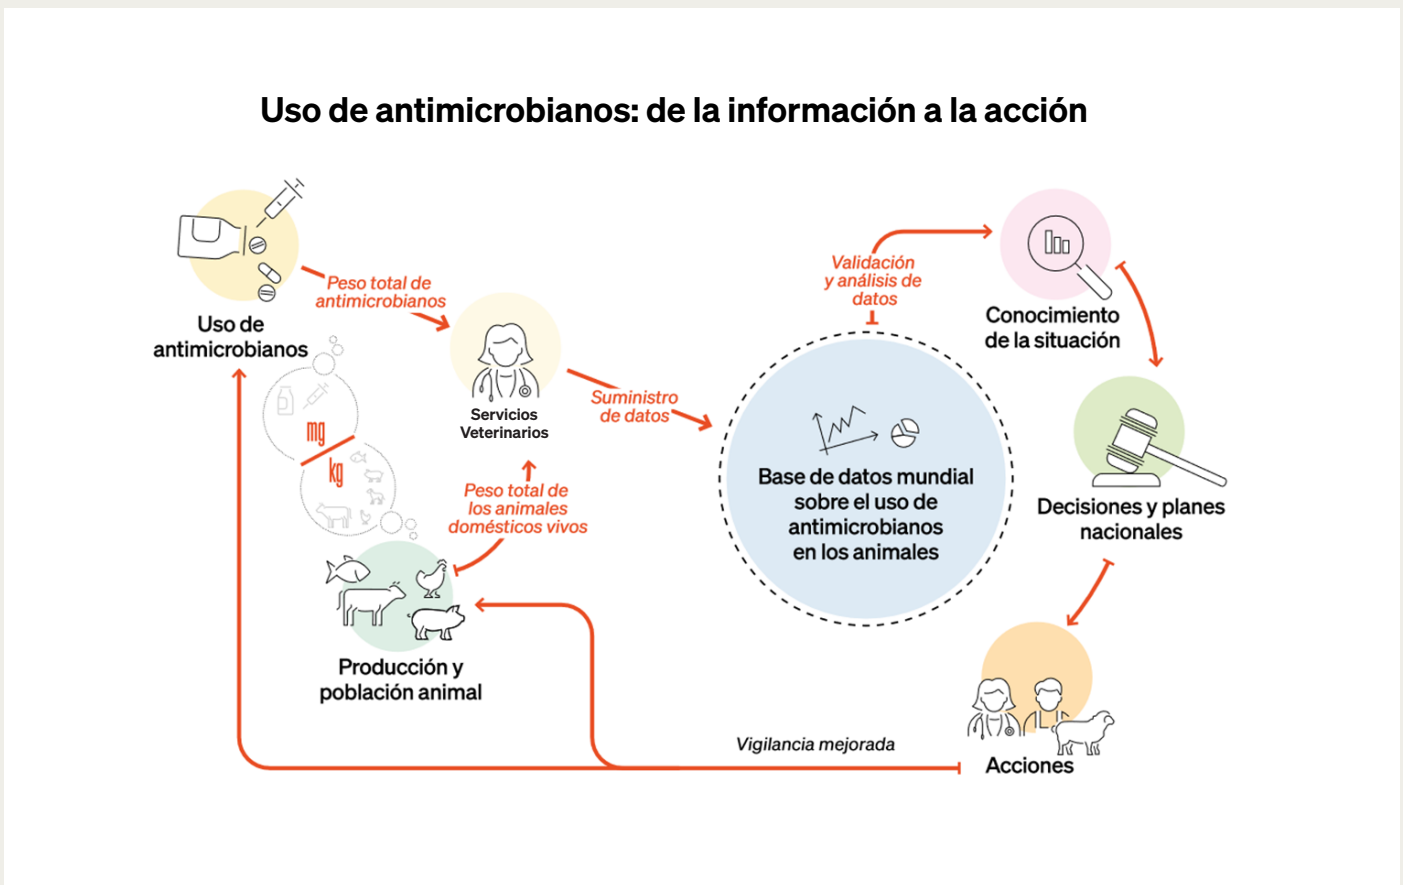 Uso de antimicrobianos: de la información a la acción
Uso de
antimicrobianos
Peso total de
antimicrobianos
mg
kg
Servicios
Veterinarios
Peso total de
los animales
domésticos vivos
Producción y
población animal
Suministro
de datos
Base de datos mundial
sobre el uso de
antimicrobianos
en los animales
Validación
y análisis de
datos
Conocimiento
de la situación
Decisiones y planes
nacionales
Acciones
Vigilancia mejorada